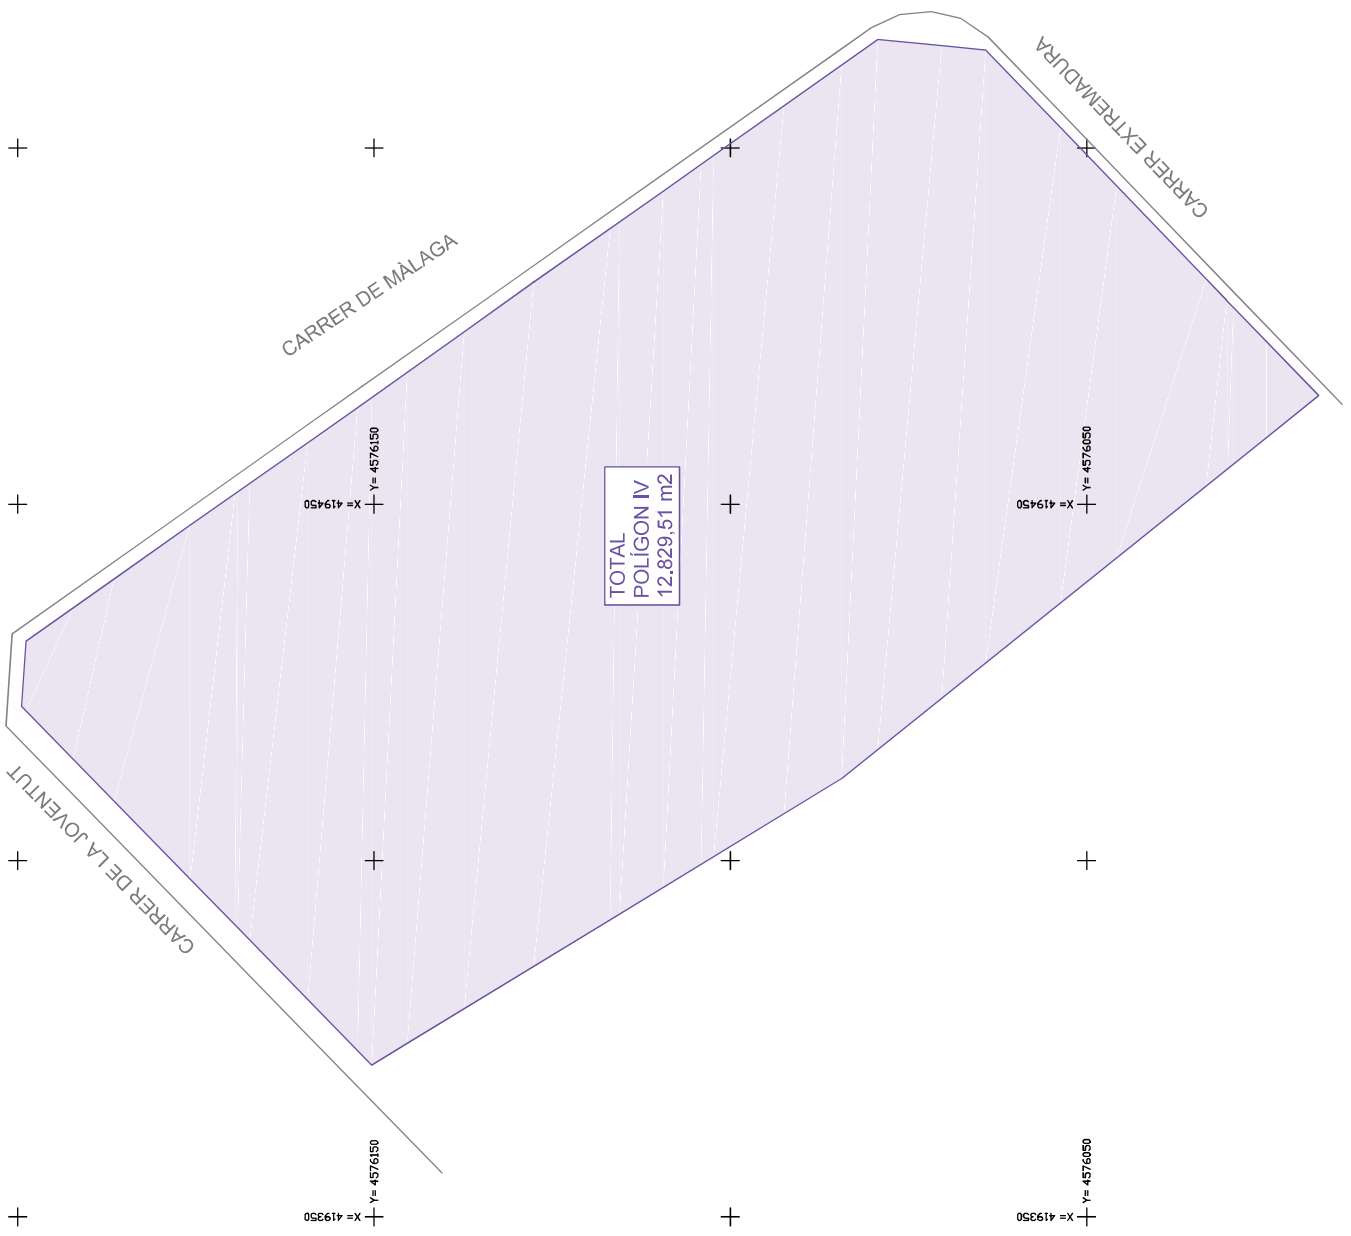 CARRER EXTREMADURA
CARRER DE MÀLAGA
Y= 4576150
X= 419450
Y= 4576050
X= 419450
TOTAL
POLÍGON IV
12.829,51 m2
CARRER DE LA JOVENTUT
Y= 4576150
X= 419350
Y= 4576050
X= 419350